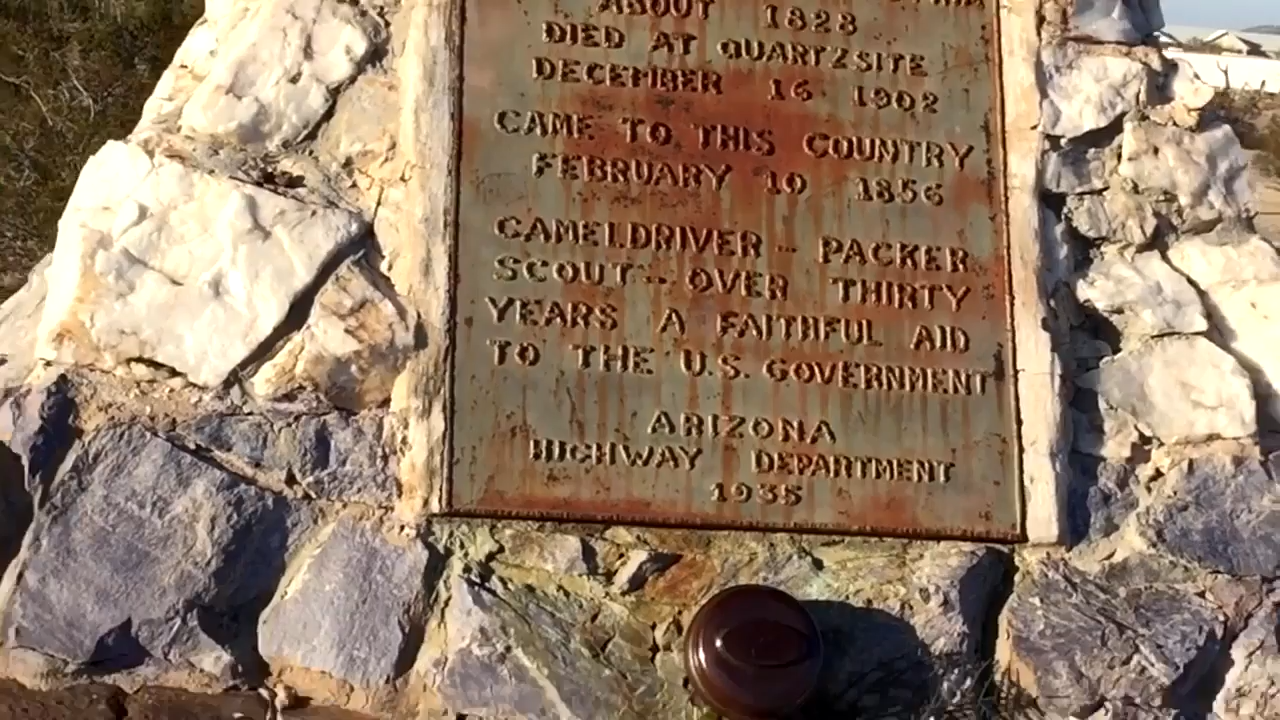 ABOUT 1828
DIED AT QUARTZSITE
DECEMBER 16 1902
CAME TO THIS COUNTRY
FEBRUARY 10 1856
CAMELDRIVER - PACKER
SCOUT - OVER THIRTY
YEARS A FAITHFUL AID
TO THE U.S. GOVERNMENT
ARIZONA
HIGHWAY DEPARTMENT
1935